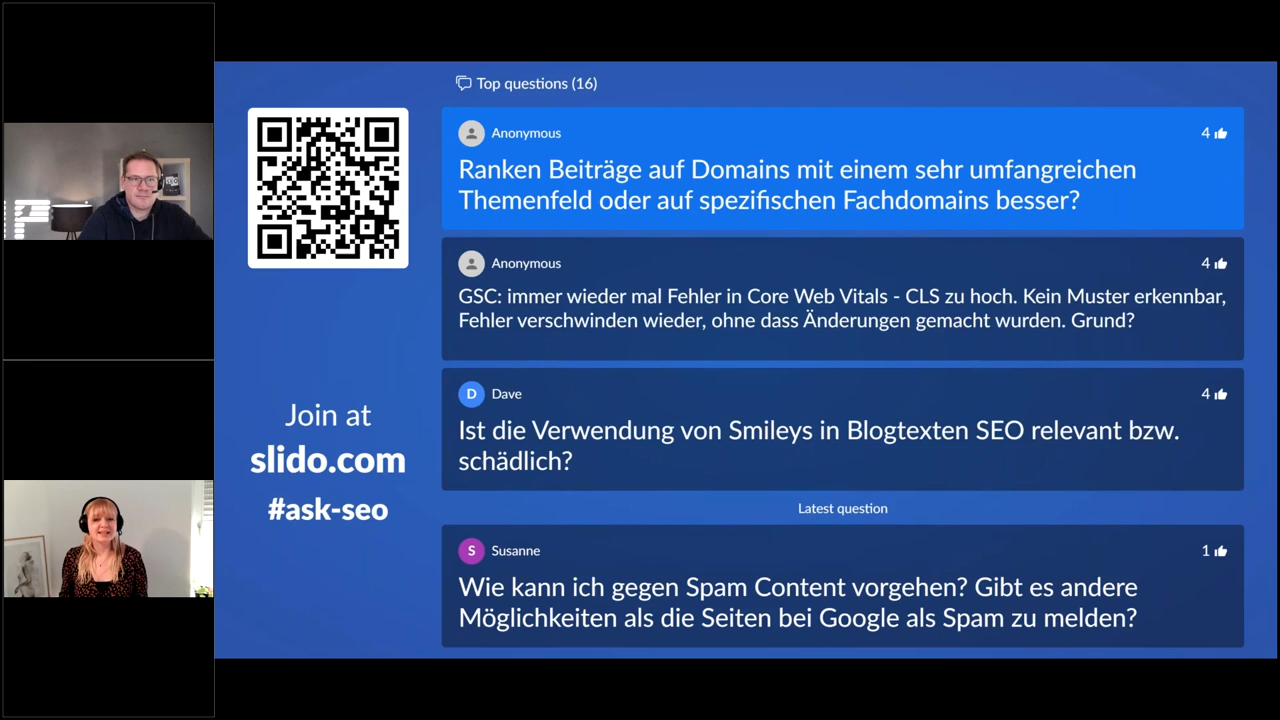 Top questions (16)
Anonymous
4
Ranken Beiträge auf Domains mit einem sehr umfangreichen
Themenfeld oder auf spezifischen Fachdomains besser?
Anonymous
4
GSC: immer wieder mal Fehler in Core Web Vitals - CLS zu hoch. Kein Muster erkennbar,
Fehler verschwinden wieder, ohne dass Änderungen gemacht wurden. Grund?
D
Dave
4
Ist die Verwendung von Smileys in Blogtexten SEO relevant bzw.
schädlich?
Join at
slido.com
#ask-seo
Latest question
S
Susanne
1
Wie kann ich gegen Spam Content vorgehen? Gibt es andere
Möglichkeiten als die Seiten bei Google als Spam zu melden?